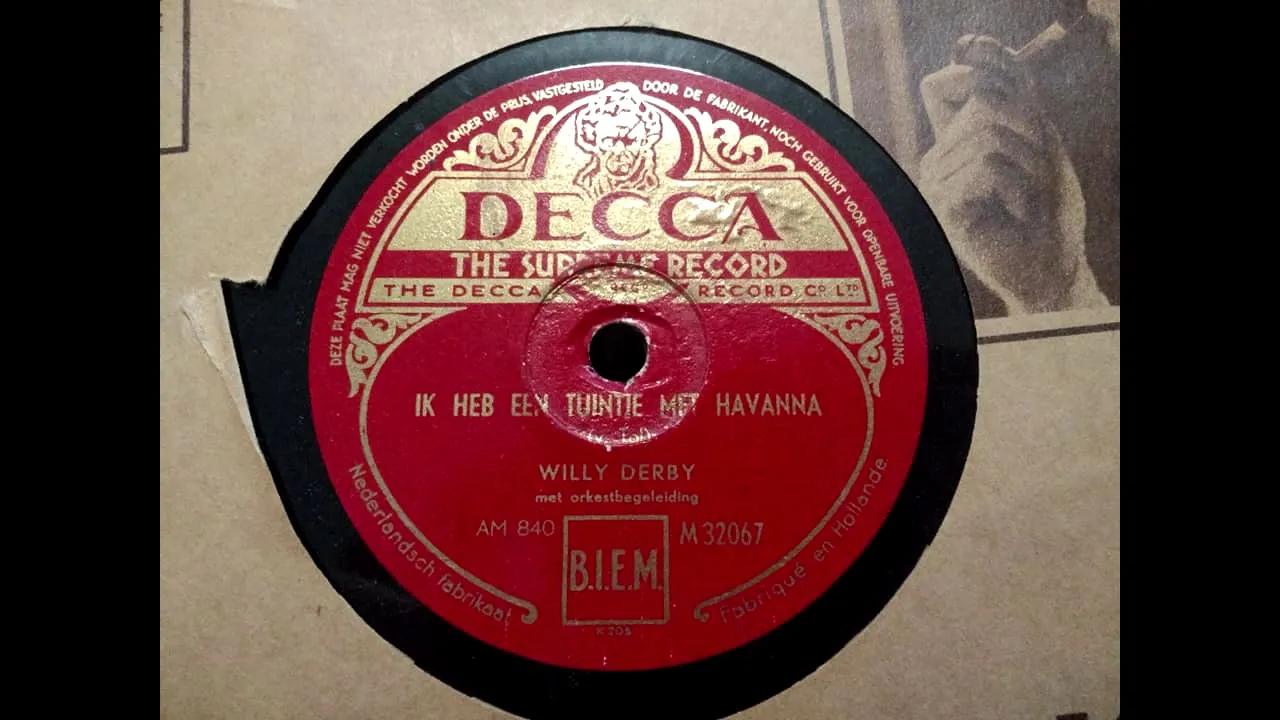 DEZE PLAAT MAG NIET VERKOCHT WORDEN ONDER DE PRIJS, VASTGESTELD DOOR DE FABRIKANT, NOCH GEBRUIKT VOOR OPENBARE UITVOERING
DECCA
THE SUPREME RECORD
THE DECCA RECORD CO. LTD.
IK HEB EEN TUINTJE MET HAVANNA
WILLY DERBY
met orkestbegeleiding
AM 840
B.I.E.M.
M 32067
Nederlandsch fabrikaat
Fabriqué en Hollande
K 205